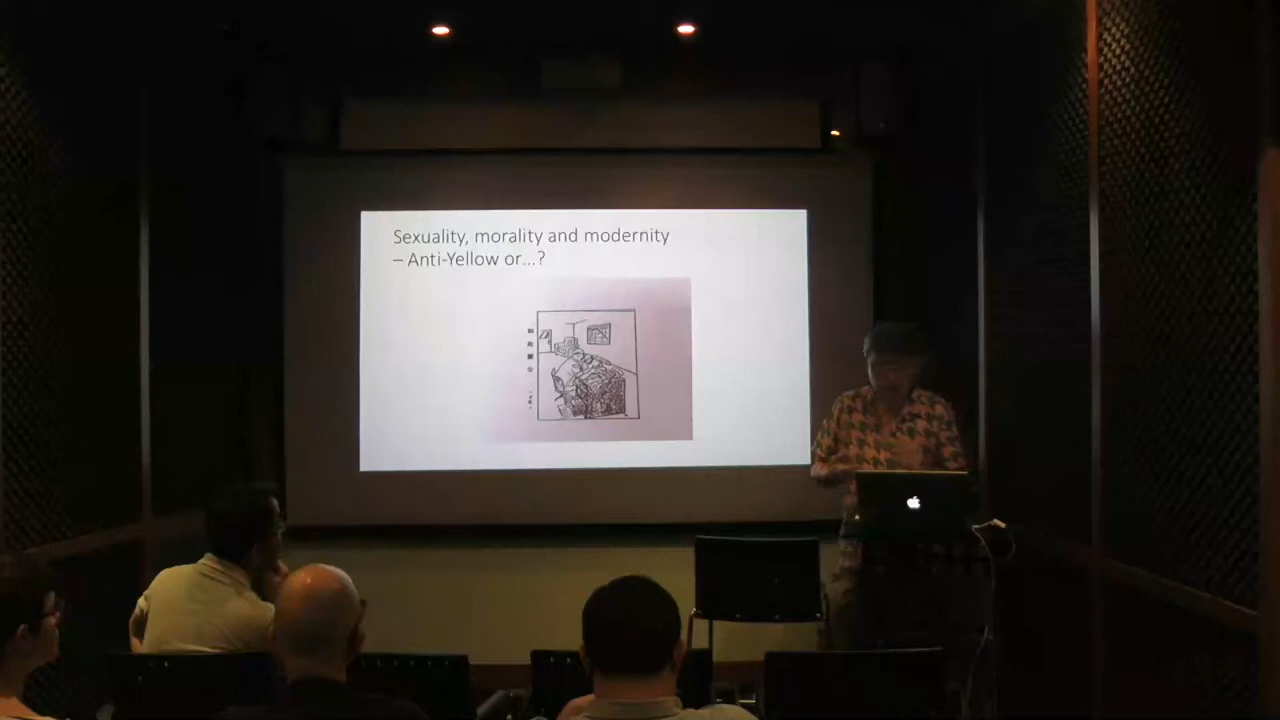 Sexuality, morality and modernity
– Anti-Yellow or...?